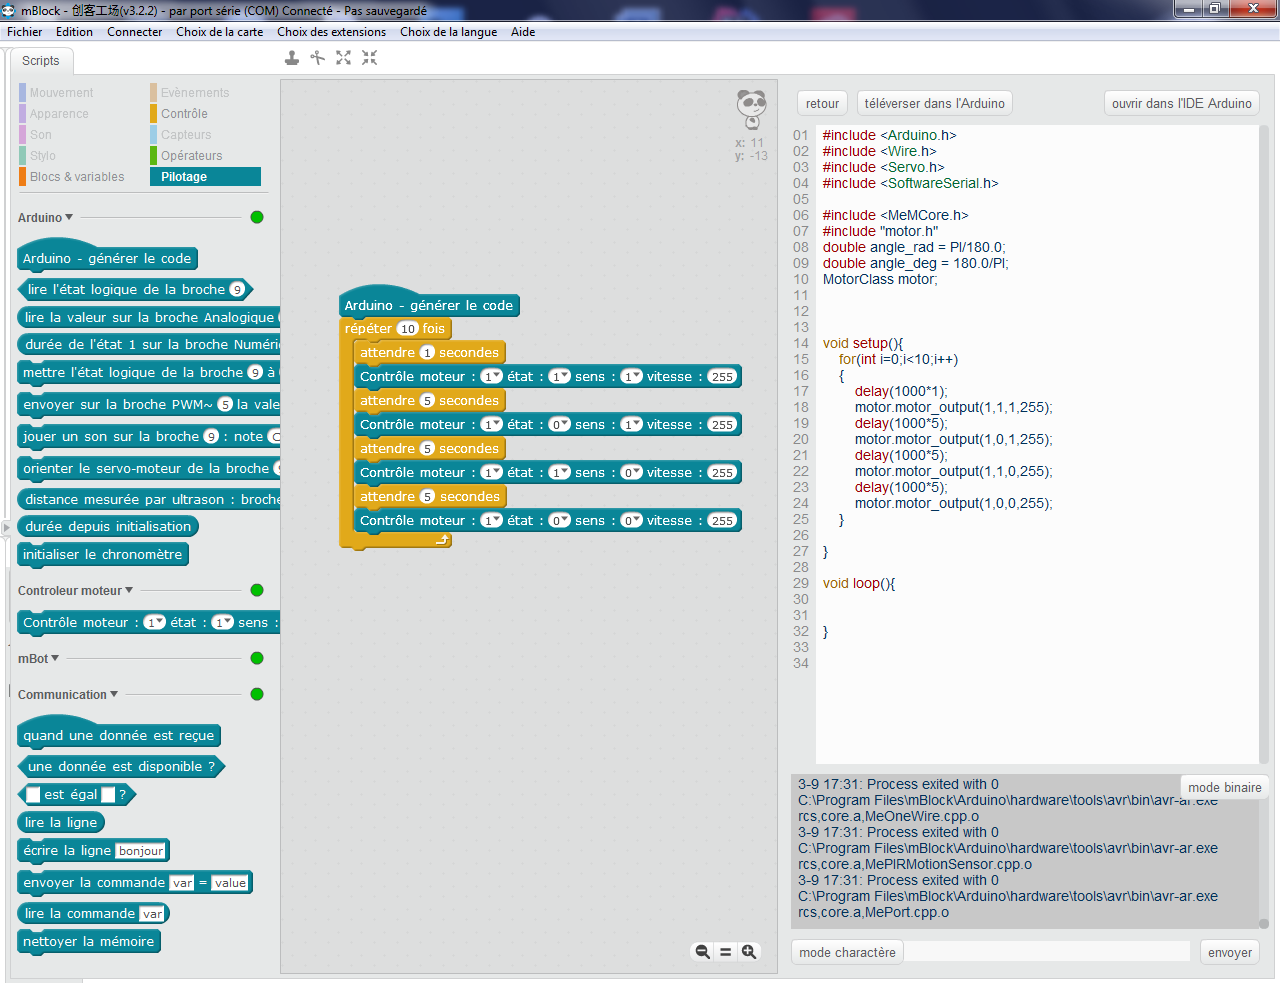 mBlock - 创客工场(v3.2.2) - par port série (COM) Connecté - Pas sauvegardé
Fichier Edition Connecter Choix de la carte Choix des extensions Choix de la langue Aide
Scripts
Mouvement Evènements
Apparence Contrôle
Son Capteurs
Stylo Opérateurs
Blocs & variables Pilotage
Arduino
Arduino - générer le code
lire l'état logique de la broche 9
lire la valeur sur la broche Analogique
durée de l'état 1 sur la broche Numéri
mettre l'état logique de la broche 9 à
envoyer sur la broche PWM~ 5 la vale
jouer un son sur la broche 9 : note C
orienter le servo-moteur de la broche
distance mesurée par ultrason : broche
durée depuis initialisation
initialiser le chronomètre
Controleur moteur
Contrôle moteur : 1 état : 1 sens :
mBot
Communication
quand une donnée est reçue
une donnée est disponible ?
est égal ?
lire la ligne
écrire la ligne bonjour
envoyer la commande var = value
lire la commande var
nettoyer la mémoire
x: 11
y: -13
Arduino - générer le code
répéter 10 fois
attendre 1 secondes
Contrôle moteur : 1 état : 1 sens : 1 vitesse : 255
attendre 5 secondes
Contrôle moteur : 1 état : 0 sens : 1 vitesse : 255
attendre 5 secondes
Contrôle moteur : 1 état : 1 sens : 0 vitesse : 255
attendre 5 secondes
Contrôle moteur : 1 état : 0 sens : 0 vitesse : 255
retour téléverser dans l'Arduino ouvrir dans l'IDE Arduino
01 #include <Arduino.h>
02 #include <Wire.h>
03 #include <Servo.h>
04 #include <SoftwareSerial.h>
05
06 #include <MeMCore.h>
07 #include "motor.h"
08 double angle_rad = PI/180.0;
09 double angle_deg = 180.0/PI;
10 MotorClass motor;
11
12
13
14 void setup(){
15 for(int i=0;i<10;i++)
16 {
17 delay(1000*1);
18 motor.motor_output(1,1,1,255);
19 delay(1000*5);
20 motor.motor_output(1,0,1,255);
21 delay(1000*5);
22 motor.motor_output(1,1,0,255);
23 delay(1000*5);
24 motor.motor_output(1,0,0,255);
25 }
26
27 }
28
29 void loop(){
30
31
32 }
33
34
3-9 17:31: Process exited with 0
mode binaire
C:\Program Files\mBlock\Arduino\hardware\tools\avr\bin\avr-ar.exe
rcs,core.a,MeOneWire.cpp.o
3-9 17:31: Process exited with 0
C:\Program Files\mBlock\Arduino\hardware\tools\avr\bin\avr-ar.exe
rcs,core.a,MePIRMotionSensor.cpp.o
3-9 17:31: Process exited with 0
C:\Program Files\mBlock\Arduino\hardware\tools\avr\bin\avr-ar.exe
rcs,core.a,MePort.cpp.o
mode charactère envoyer